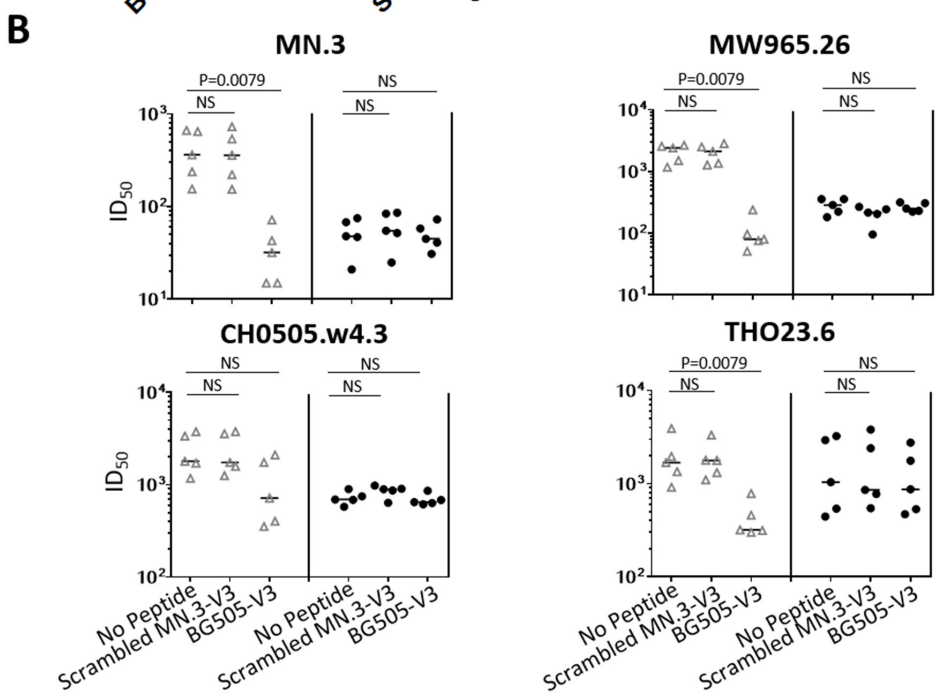 B
MN.3
P=0.0079
NS
NS
NS
ID50
10³
10²
10¹
MW965.26
P=0.0079
NS
NS
NS
10⁴
10³
10²
10¹
CH0505.w4.3
NS
NS
NS
NS
ID50
10⁴
10³
10²
No Peptide
Scrambled MN.3-V3
BG505-V3
No Peptide
Scrambled MN.3-V3
BG505-V3
THO23.6
P=0.0079
NS
NS
NS
10⁴
10³
10²
No Peptide
Scrambled MN.3-V3
BG505-V3
No Peptide
Scrambled MN.3-V3
BG505-V3